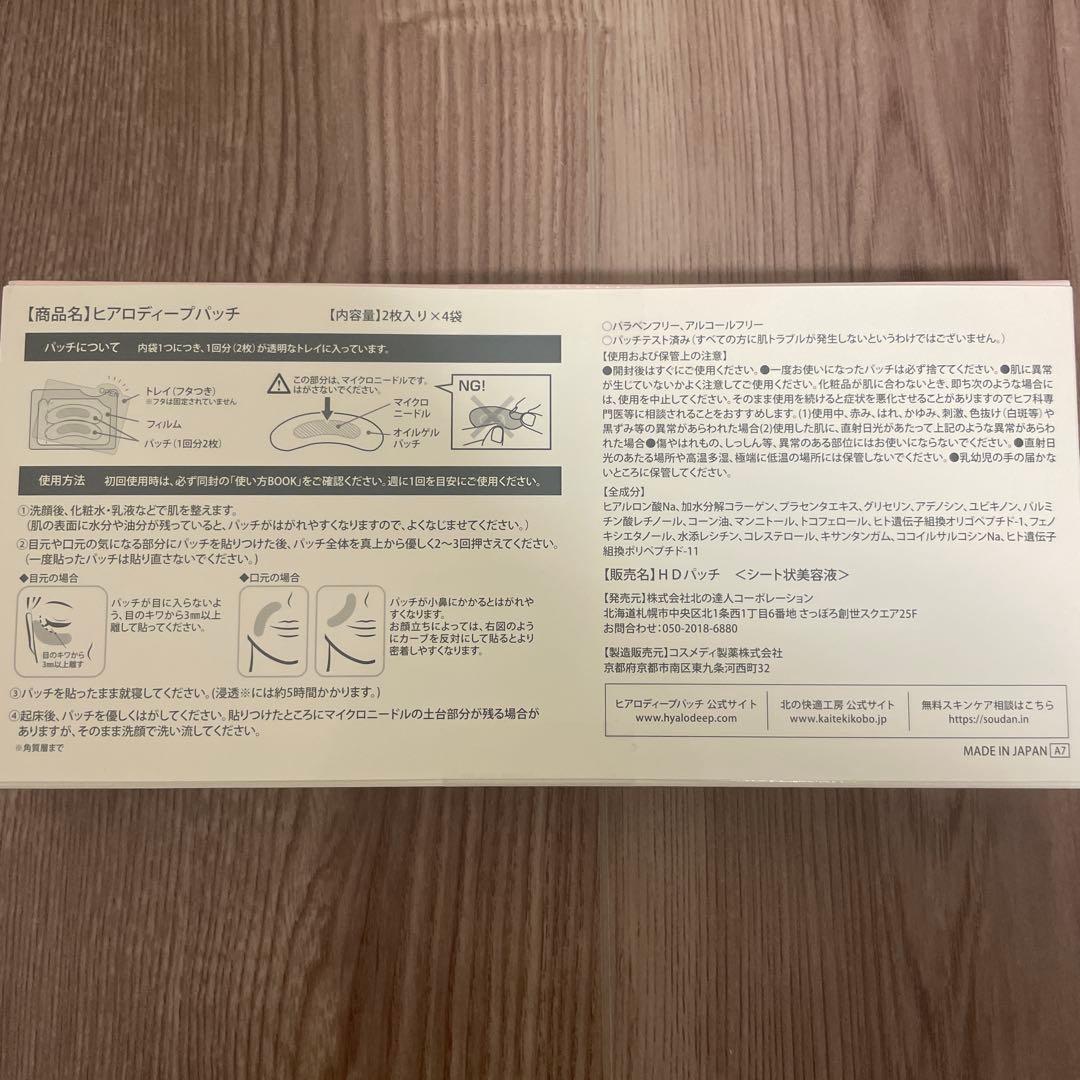 【商品名】ヒアロディープパッチ
【内容量】2枚入り×4袋
パッチについて 内袋1つにつき、1回分(2枚)が透明なトレイに入っています。
OPEN
トレイ(フタつき)
※フタは固定されていません
フィルム
パッチ(1回分2枚)
この部分は、マイクロニードルです。
はがさないでください。
マイクロ
ニードル
オイルゲル
パッチ
NG!
使用方法 初回使用時は、必ず同封の「使い方BOOK」をご確認ください。週に1回を目安にご使用ください。
①洗顔後、化粧水・乳液などで肌を整えます。
(肌の表面に水分や油分が残っていると、パッチがはがれやすくなりますので、よくなじませてください。)
②目元や口元の気になる部分にパッチを貼りつけた後、パッチ全体を真上から優しく2〜3回押さえてください。
(一度貼ったパッチは貼り直さないでください。)
◆目元の場合
目のキワから
3㎜以上離す
パッチが目に入らないよ
う、目のキワから3㎜以上
離して貼ってください。
◆口元の場合
パッチが小鼻にかかるとはがれや
すくなります。
お顔立ちによっては、右図のよう
にカーブを反対にして貼るとより
密着しやすくなります。
③パッチを貼ったまま就寝してください。(浸透※には約5時間かかります。)
④起床後、パッチを優しくはがしてください。貼りつけたところにマイクロニードルの土台部分が残る場合が
ありますが、そのまま洗顔で洗い流してください。
※角質層まで
○パラベンフリー、アルコールフリー
○パッチテスト済み(すべての方に肌トラブルが発生しないというわけではございません。)
【使用および保管上の注意】
●開封後はすぐにご使用ください。●一度お使いになったパッチは必ず捨ててください。●肌に異常
が生じていないかよく注意してご使用ください。化粧品が肌に合わないとき、即ち次のような場合に
は、使用を中止してください。そのまま使用を続けると症状を悪化させることがありますのでヒフ科専
門医等に相談されることをおすすめします。(1)使用中、赤み、はれ、かゆみ、刺激、色抜け(白斑等)や
黒ずみ等の異常があらわれた場合(2)使用した肌に、直射日光があたって上記のような異常があらわ
れた場合●傷やはれもの、しっしん等、異常のある部位にはお使いにならないでください。●直射日
光のあたる場所や高温多湿、極端に低温の場所には保管しないでください。●乳幼児の手の届かな
いところに保管してください。
【全成分】
ヒアルロン酸Na、加水分解コラーゲン、プラセンタエキス、グリセリン、アデノシン、ユビキノン、パルミ
チン酸レチノール、コーン油、マンニトール、トコフェロール、ヒト遺伝子組換オリゴペプチド-1、フェノ
キシエタノール、水添レシチン、コレステロール、キサンタンガム、ココイルサルコシンNa、ヒト遺伝子
組換ポリペプチド-11
【販売名】HDパッチ <シート状美容液>
【発売元】株式会社北の達人コーポレーション
北海道札幌市中央区北1条西1丁目6番地 さっぽろ創世スクエア25F
お問合わせ:050-2018-6880
【製造販売元】コスメディ製薬株式会社
京都府京都市南区東九条河西町32
ヒアロディープパッチ 公式サイト
www.hyalodeep.com
北の快適工房 公式サイト
www.kaitekikobo.jp
無料スキンケア相談はこちら
https://soudan.in
MADE IN JAPAN A7